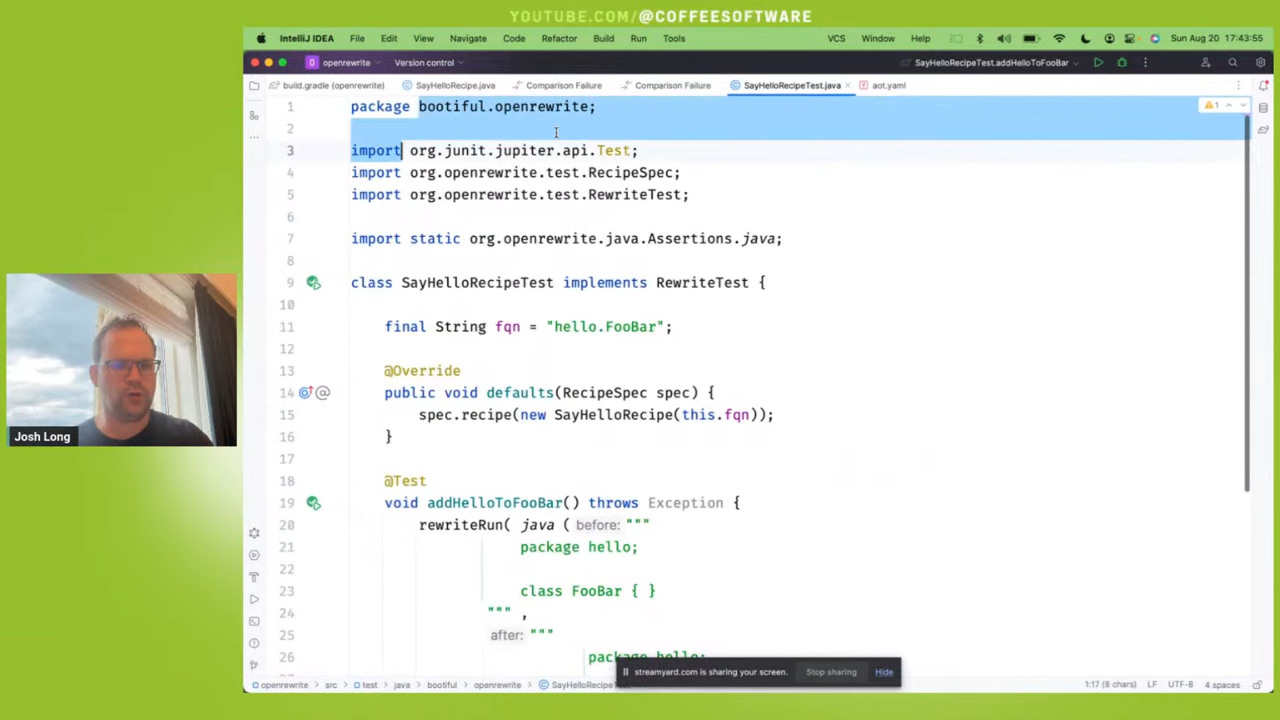 YOUTUBE.COM/@COFFEESOFTWARE
IntelliJ IDEA File Edit View Navigate Code Refactor Build Run Tools VCS Window Help Sun Aug 20 17:43:55
openrewrite Version control SayHelloRecipeTest.addHelloToFooBar
build.gradle (openrewrite) SayHelloRecipe.java Comparison Failure Comparison Failure SayHelloRecipeTest.java aot.yaml
1 package bootiful.openrewrite; 1
2
3 import org.junit.jupiter.api.Test;
4 import org.openrewrite.test.RecipeSpec;
5 import org.openrewrite.test.RewriteTest;
6
7 import static org.openrewrite.java.Assertions.java;
8
9 class SayHelloRecipeTest implements RewriteTest {
10
11 final String fqn = "hello.FooBar";
12
13 @Override
14 public void defaults(RecipeSpec spec) {
15 spec.recipe(new SayHelloRecipe(this.fqn));
16 }
17
18 @Test
19 void addHelloToFooBar() throws Exception {
20 rewriteRun( java ( before: """
21 package hello;
22
23 class FooBar { }
24 """ ,
25 after: """
26 package hello;
Josh Long
streamyard.com is sharing your screen. Stop sharing Hide
openrewrite src test java bootiful openrewrite 1:17 (8 chars) LF UTF-8 4 spaces